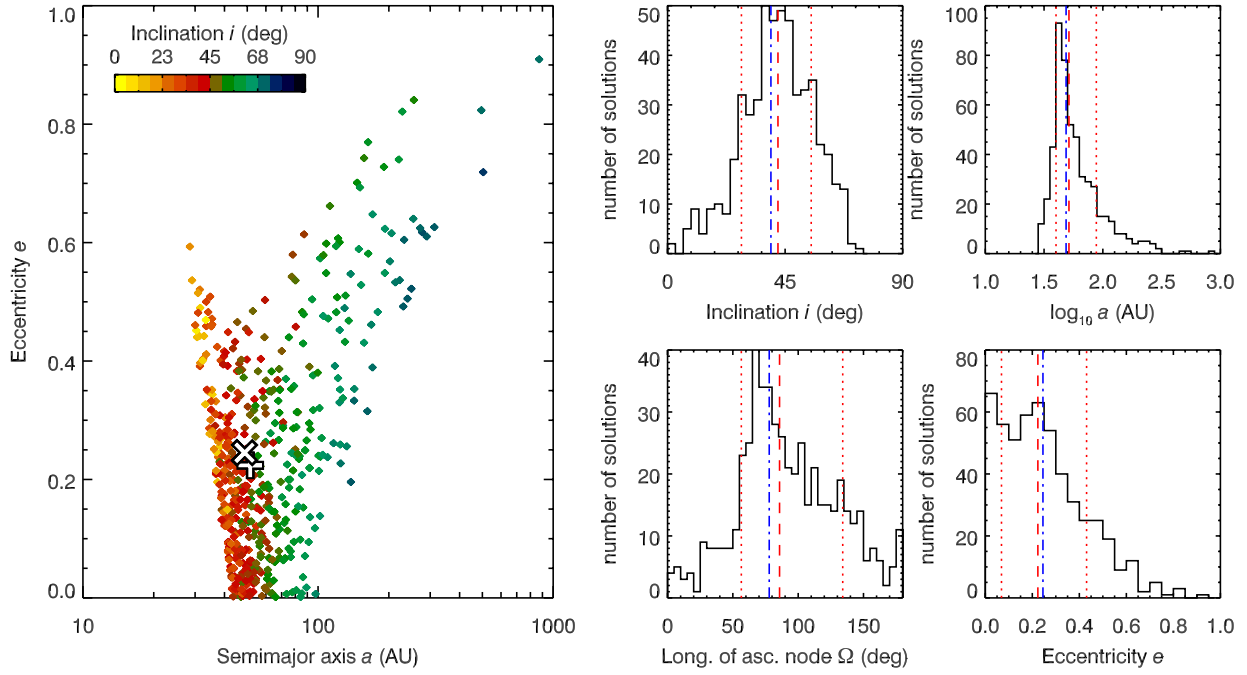 Inclination i (deg)
0 23 45 68 90
Eccentricity e
1.0
0.8
0.6
0.4
0.2
0.0
10 100 1000
Semimajor axis a (AU)
number of solutions
50
40
30
20
10
0
0 45 90
Inclination i (deg)
number of solutions
100
80
60
40
20
0
1.0 1.5 2.0 2.5 3.0
log10 a (AU)
number of solutions
40
30
20
10
0
0 50 100 150
Long. of asc. node Ω (deg)
number of solutions
80
60
40
20
0
0.0 0.2 0.4 0.6 0.8 1.0
Eccentricity e